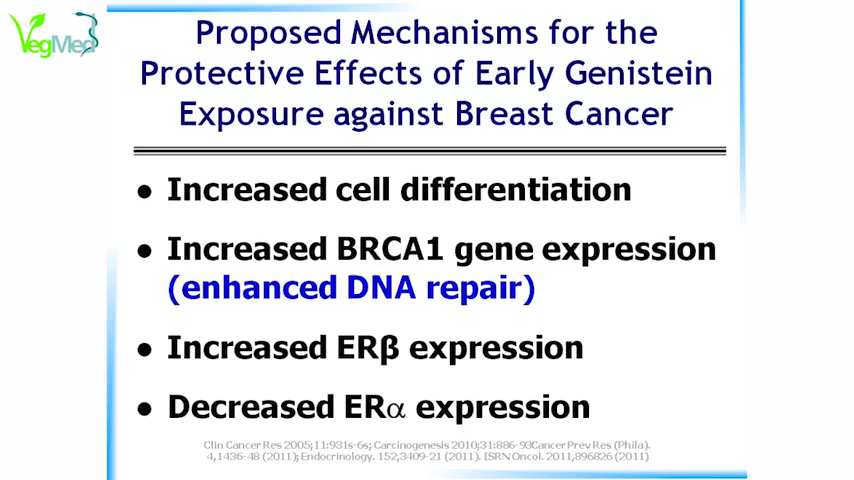 VegMed
Proposed Mechanisms for the
Protective Effects of Early Genistein
Exposure against Breast Cancer
● Increased cell differentiation
● Increased BRCA1 gene expression
(enhanced DNA repair)
● Increased ERβ expression
● Decreased ERα expression
Clin Cancer Res 2005;11:931s-6s; Carcinogenesis 2010;31:886-93Cancer Prev Res (Phila).
4,1436-48 (2011); Endocrinology. 152,3409-21 (2011). ISRN Oncol. 2011,896826 (2011)